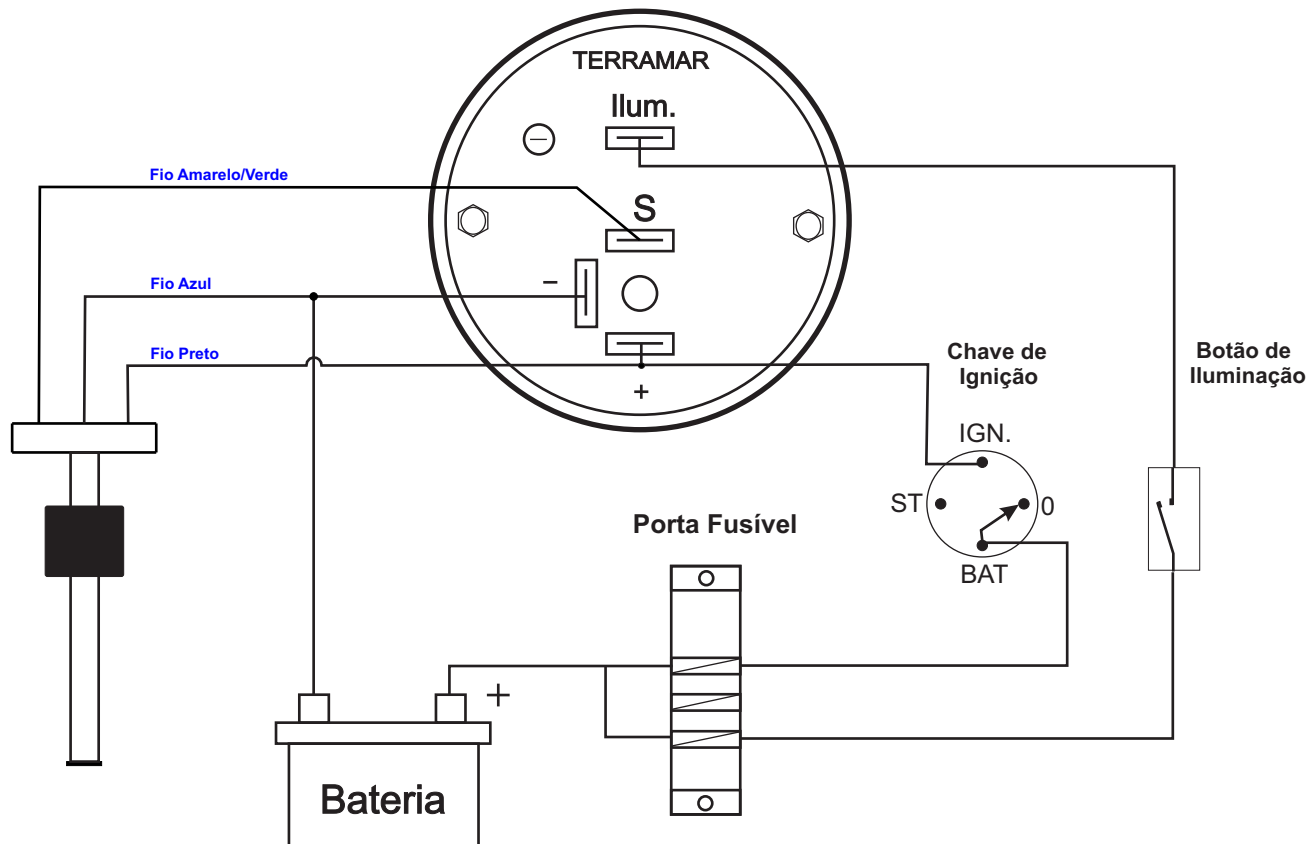 TERRAMAR
Ilum.
Fio Amarelo/Verde
S
Fio Azul
−
Fio Preto
+
Chave de
Ignição
Botão de
Iluminação
IGN.
ST
0
BAT
Porta Fusível
+
Bateria